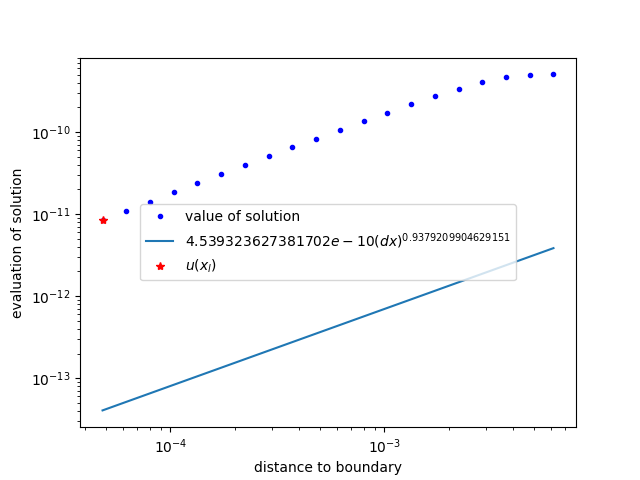 10⁻¹⁰
10⁻¹¹
10⁻¹²
10⁻¹³
evaluation of solution
value of solution
4.539323627381702e − 10(dx)^0.9379209904629151
u(x_l)
10⁻⁴ 10⁻³
distance to boundary